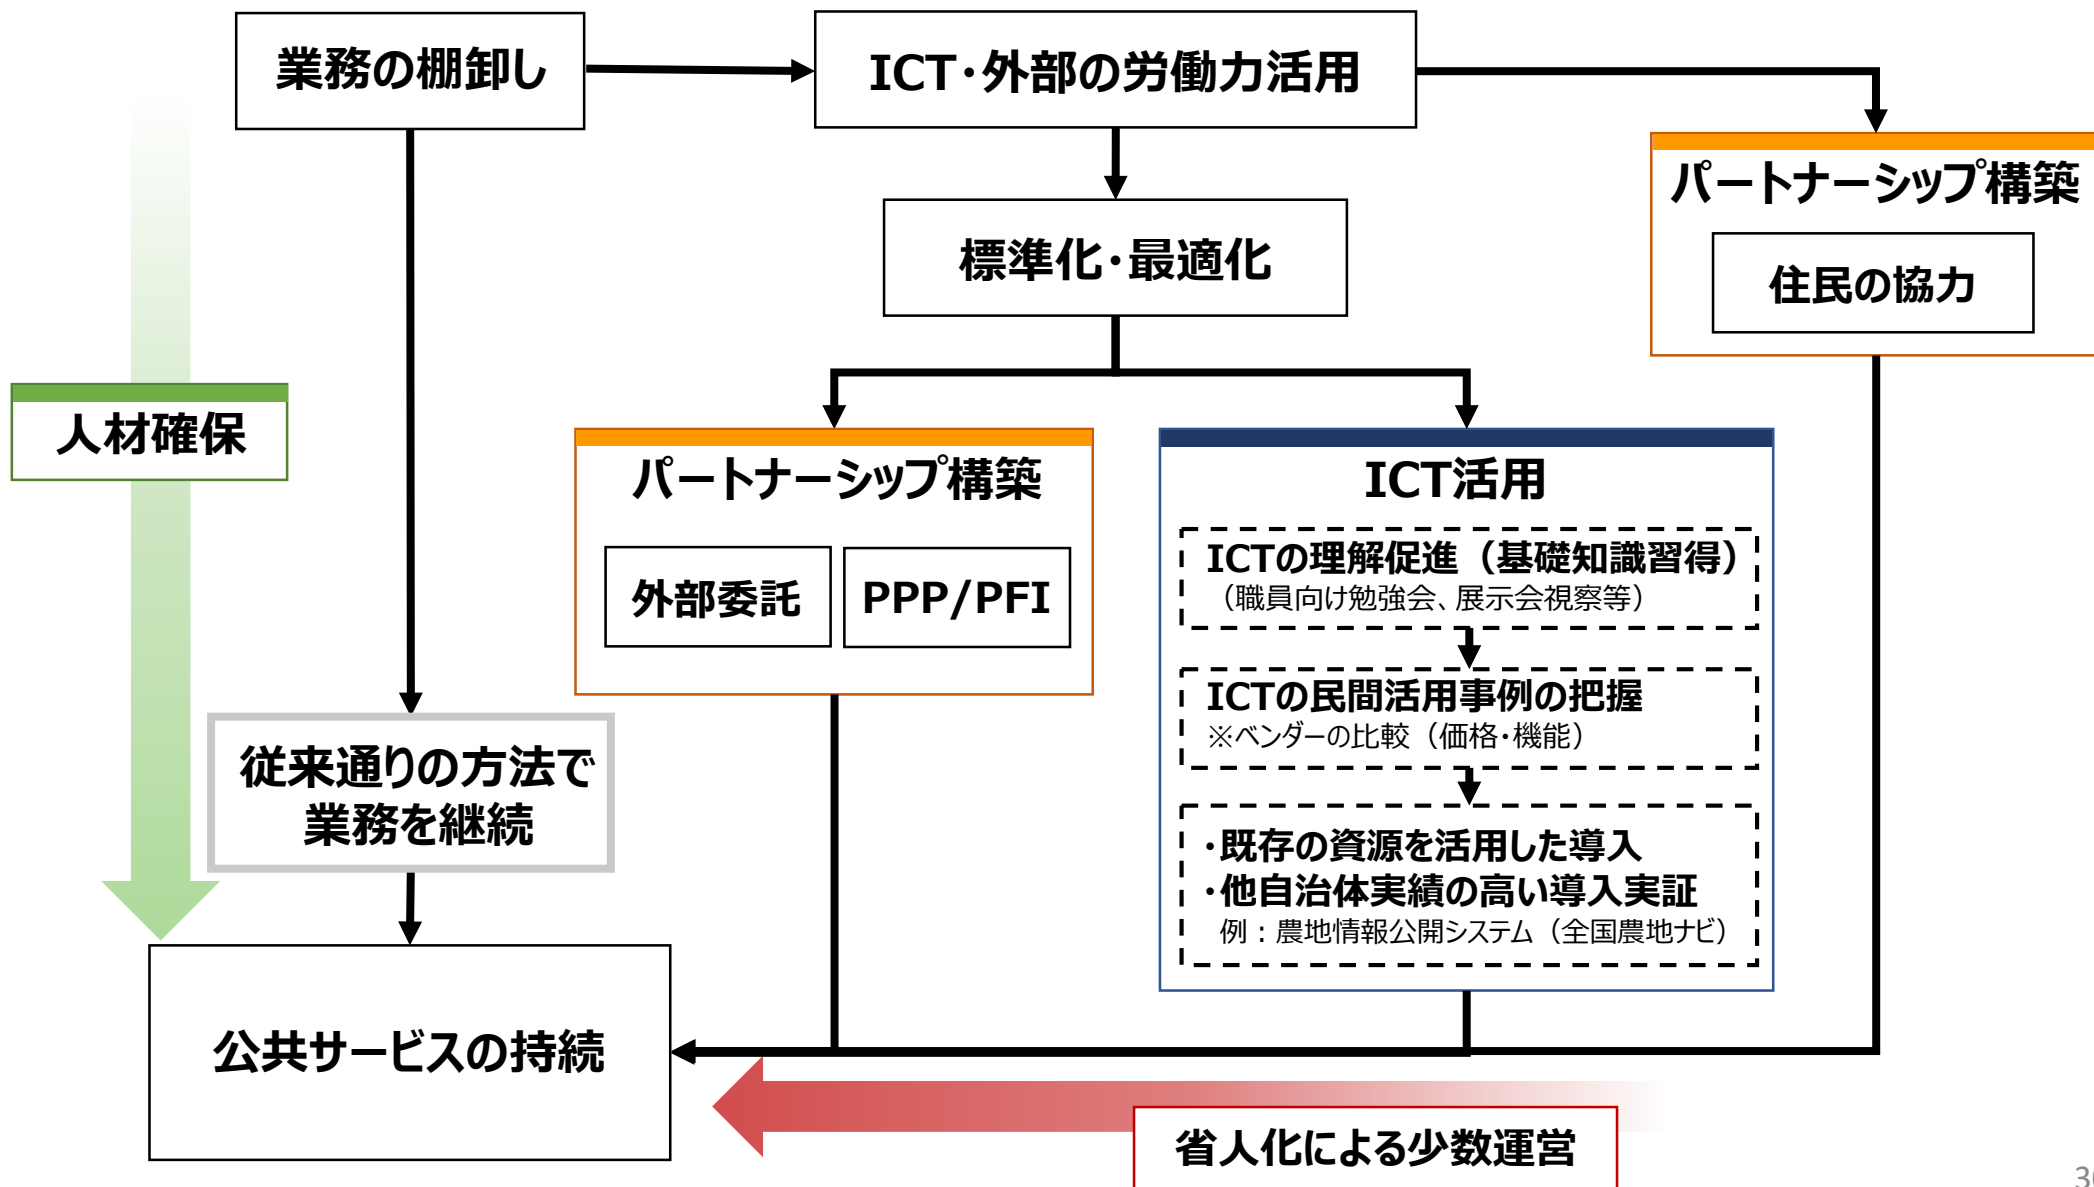 業務の棚卸し
ICT・外部の労働力活用
パートナーシップ構築
住民の協力
標準化・最適化
人材確保
パートナーシップ構築
外部委託
PPP/PFI
ICT活用
ICTの理解促進（基礎知識習得）
（職員向け勉強会、展示会視察等）
ICTの民間活用事例の把握
※ベンダーの比較（価格・機能）
・既存の資源を活用した導入
・他自治体実績の高い導入実証
例：農地情報公開システム（全国農地ナビ）
従来通りの方法で
業務を継続
公共サービスの持続
省人化による少数運営